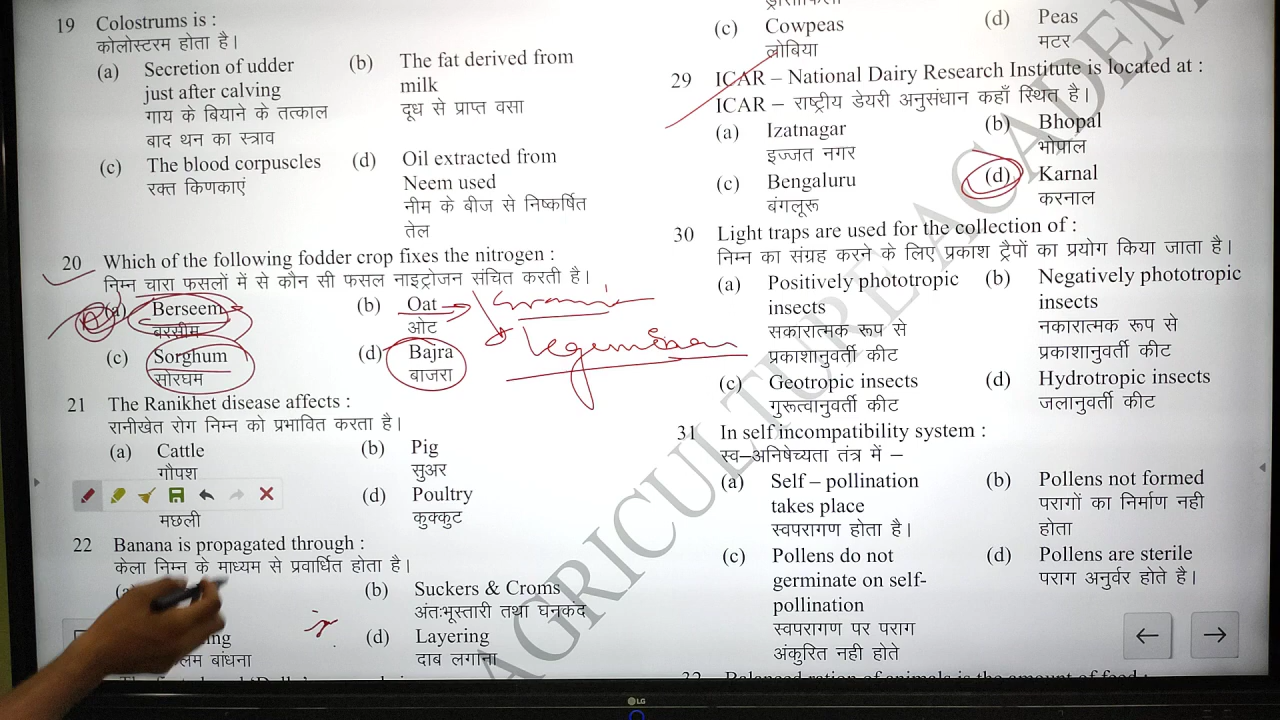 19 Colostrums is :
कोलोस्टरम होता है।
(a) Secretion of udder
just after calving
गाय के बियाने के तत्काल
बाद थन का स्त्राव
(b) The fat derived from
milk
दूध से प्राप्त वसा
(c) The blood corpuscles
रक्त किणकाएं
(d) Oil extracted from
Neem used
नीम के बीज से निष्कर्षित
तेल
20 Which of the following fodder crop fixes the nitrogen :
निम्न चारा फसलों में से कौन सी फसल नाइट्रोजन संचित करती है।
(a) Berseem
बरसीम
(b) Oat
ओट
(c) Sorghum
सोरघम
(d) Bajra
बाजरा
21 The Ranikhet disease affects :
रानीखेत रोग निम्न को प्रभावित करता है।
(a) Cattle
गौपश
(b) Pig
सुअर
मछली
(d) Poultry
कुक्कुट
22 Banana is propagated through :
केला निम्न के माध्यम से प्रवार्धित होता है।
(b) Suckers & Croms
अंतःभूस्तारी तथा घनकंद
बांधना
(d) Layering
दाब लगाना
(c) Cowpeas
लोबिया
(d) Peas
मटर
29 ICAR – National Dairy Research Institute is located at :
ICAR – राष्ट्रीय डेयरी अनुसंधान कहाँ स्थित है।
(a) Izatnagar
इज्जत नगर
(b) Bhopal
भोप्राल
(c) Bengaluru
बंगलूरू
(d) Karnal
करनाल
30 Light traps are used for the collection of :
निम्न का संग्रह करने के लिए प्रकाश ट्रैपों का प्रयोग किया जाता है।
(a) Positively phototropic
insects
सकारात्मक रूप से
प्रकाशानुवर्ती कीट
(b) Negatively phototropic
insects
नकारात्मक रूप से
प्रकाशानुवर्ती कीट
(c) Geotropic insects
गुरूत्वानुवर्ती कीट
(d) Hydrotropic insects
जलानुवर्ती कीट
31 In self incompatibility system :
स्व–अनिषेच्यता तंत्र में –
(a) Self – pollination
takes place
स्वपरागण होता है।
(b) Pollens not formed
परागों का निर्माण नही
होता
(c) Pollens do not
germinate on self-
pollination
स्वपरागण पर पराग
अंकुरित नही होते
(d) Pollens are sterile
पराग अनुर्वर होते है।
AGRICULTURE ACADEM
LG